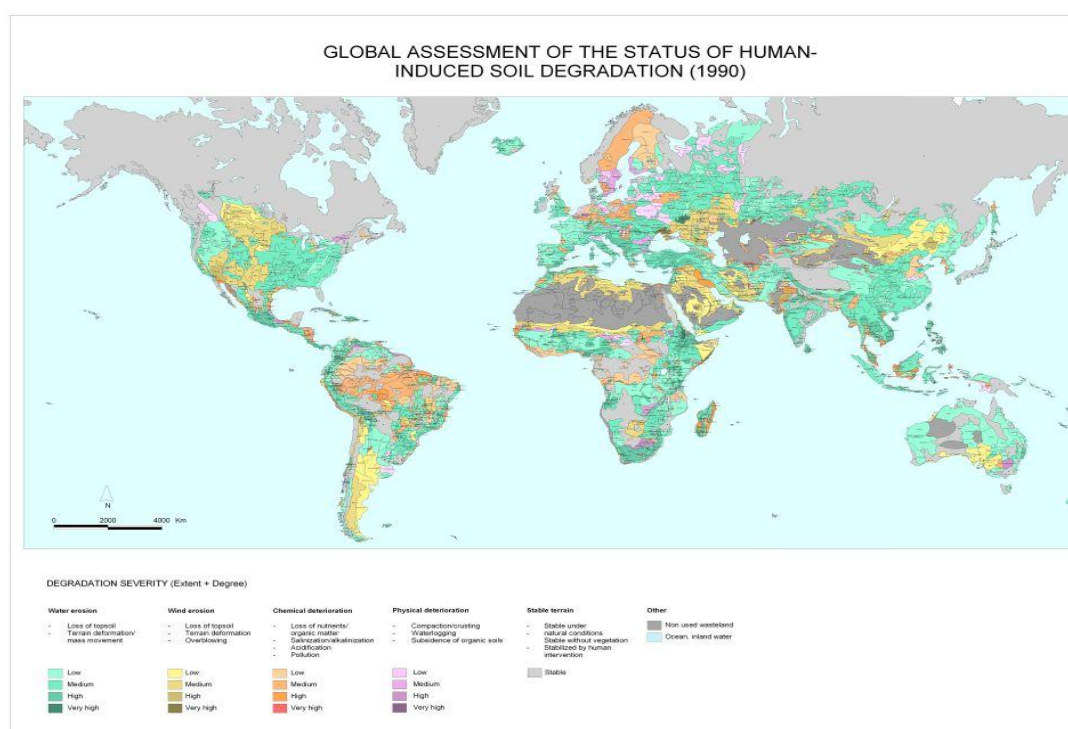 GLOBAL ASSESSMENT OF THE STATUS OF HUMAN-
INDUCED SOIL DEGRADATION (1990)
N
0 2000 4000 Km
DEGRADATION SEVERITY (Extent + Degree)
Water erosion
- Loss of topsoil
- Terrain deformation/
mass movement
Low
Medium
High
Very high
Wind erosion
- Loss of topsoil
- Terrain deformation
- Overblowing
Low
Medium
High
Very high
Chemical deterioration
- Loss of nutrients/
organic matter
- Salinization/alkalinization
- Acidification
- Pollution
Low
Medium
High
Very high
Physical deterioration
- Compaction/crusting
- Waterlogging
- Subsidence of organic soils
Low
Medium
High
Very high
Stable terrain
- Stable under
- natural conditions
Stable without vegetation
- Stabilized by human
intervention
Stable
Other
Non used wasteland
Ocean, inland water